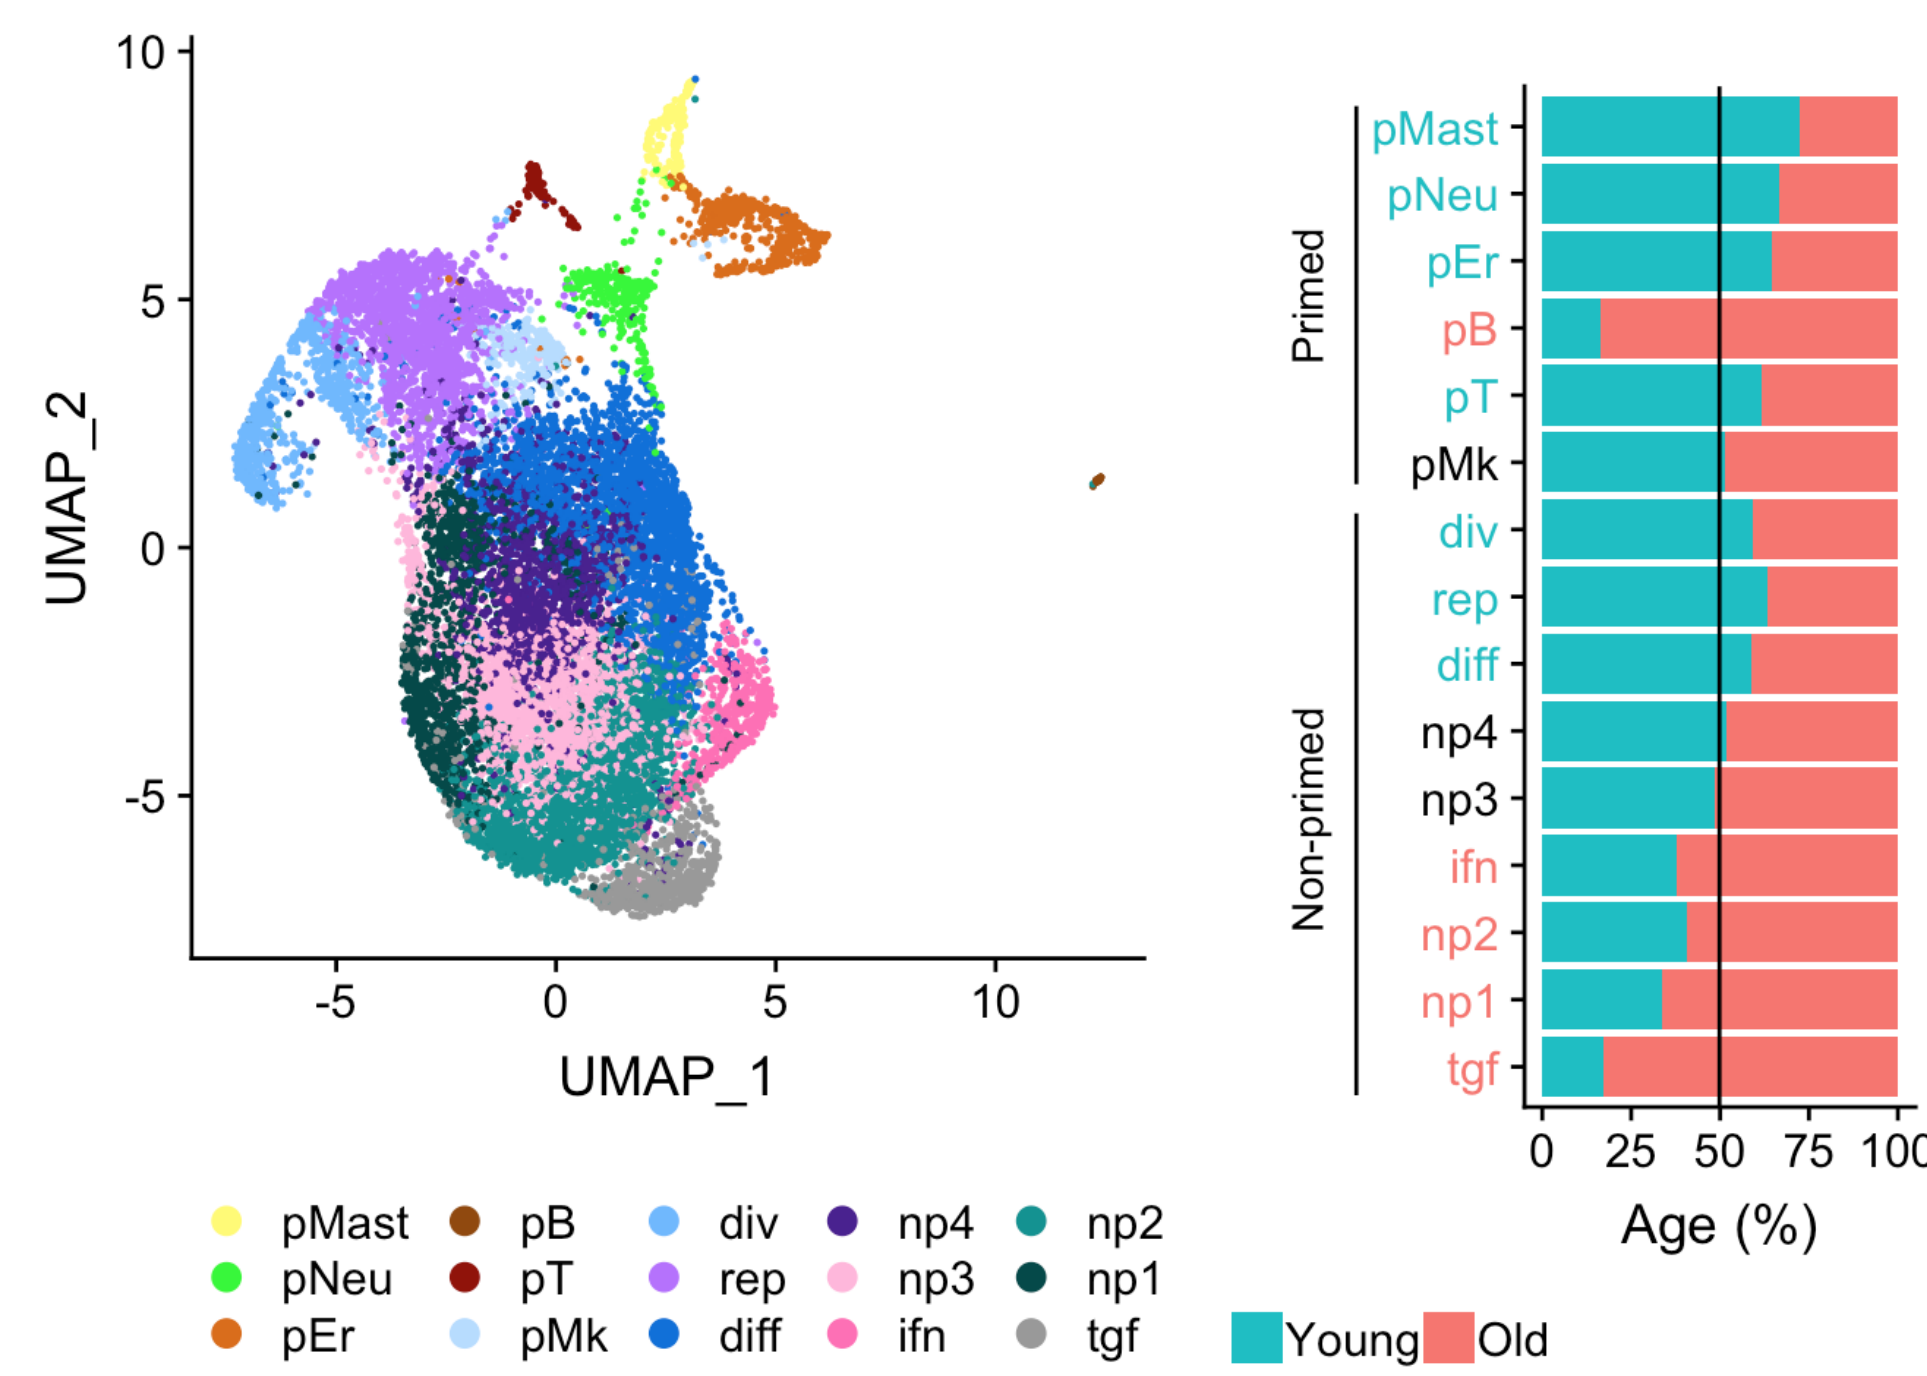 10
5
0
-5
UMAP_2
-5 0 5 10
UMAP_1
pMast pB div np4 np2
pNeu pT rep np3 np1
pEr pMk diff ifn tgf
Primed
Non-primed
pMast
pNeu
pEr
pB
pT
pMk
div
rep
diff
np4
np3
ifn
np2
np1
tgf
0 25 50 75 100
Age (%)
Young Old